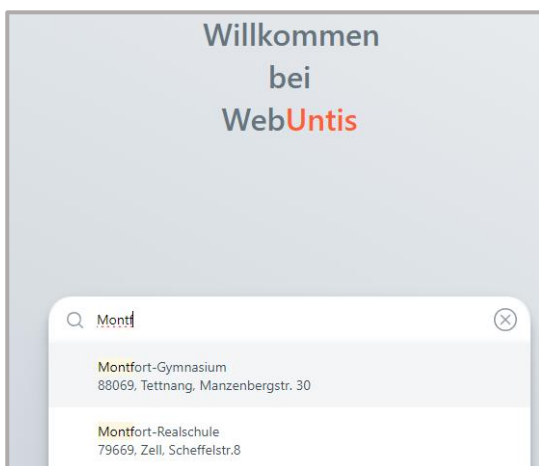 Willkommen
bei
WebUntis
Montf
Montfort-Gymnasium
88069, Tettnang, Manzenbergstr. 30
Montfort-Realschule
79669, Zell, Scheffelstr.8